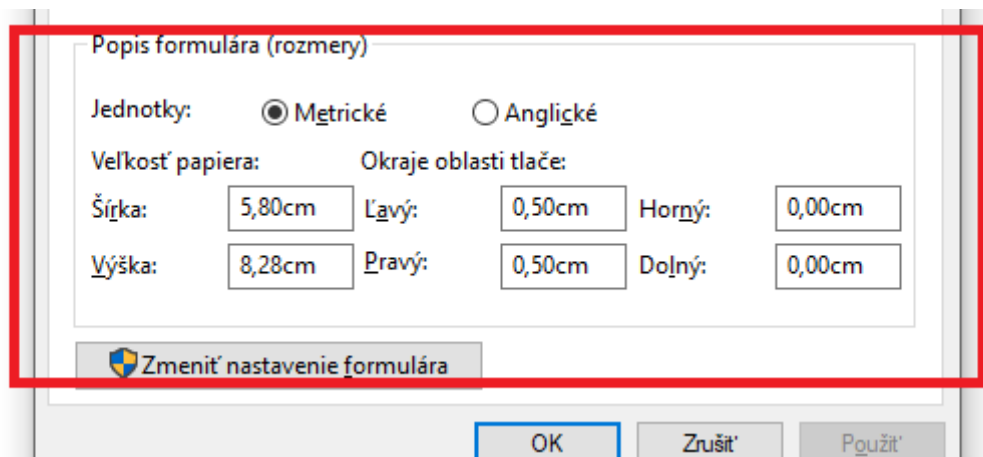 Popis formulára (rozmery)
Jednotky: Metrické Anglické
Veľkosť papiera: Okraje oblasti tlače:
Šírka: 5,80cm Ľavý: 0,50cm Horný: 0,00cm
Výška: 8,28cm Pravý: 0,50cm Dolný: 0,00cm
Zmeniť nastavenie formulára
OK Zrušiť Použiť